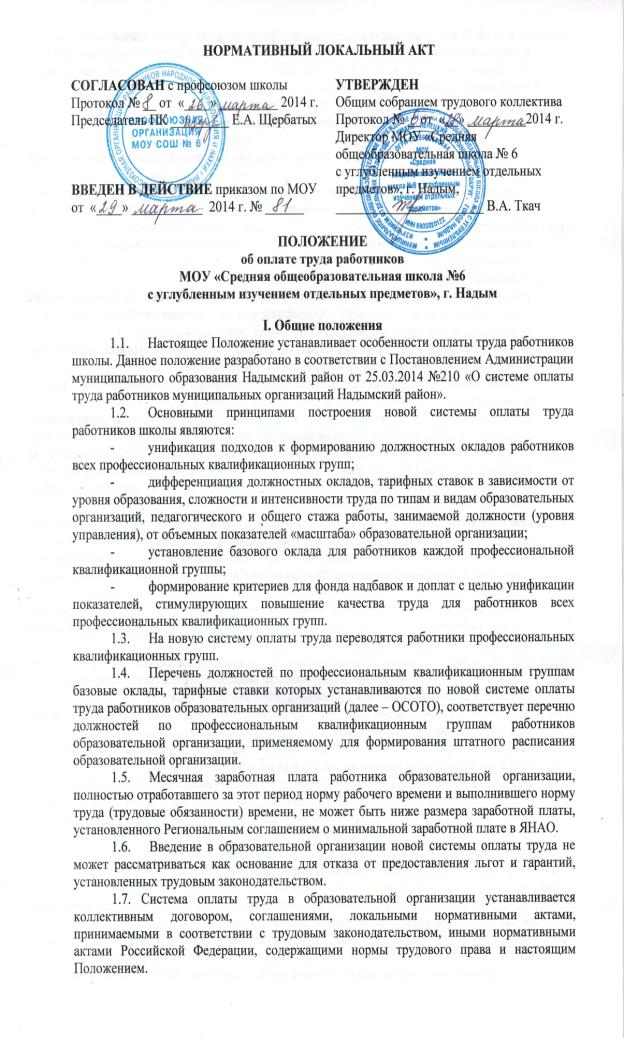 НОРМАТИВНЫЙ ЛОКАЛЬНЫЙ АКТ
СОГЛАСОВАН с профсоюзом школы
Протокол № 8 от « 26 » марта 2014 г.
Председатель ПК Е.А. Щербатых
ПРОФСОЮЗНАЯ
ОРГАНИЗАЦИЯ
МОУ СОШ № 6
ВВЕДЕН В ДЕЙСТВИЕ приказом по МОУ
от « 29 » марта 2014 г. № 81
УТВЕРЖДЕН
Общим собранием трудового коллектива
Протокол № от « » марта 2014 г.
Директор МОУ «Средняя
общеобразовательная школа № 6
с углубленным изучением отдельных
предметов», г. Надым,
В.А. Ткач
ПОЛОЖЕНИЕ
об оплате труда работников
МОУ «Средняя общеобразовательная школа №6
с углубленным изучением отдельных предметов», г. Надым
I. Общие положения
1.1. Настоящее Положение устанавливает особенности оплаты труда работников
школы. Данное положение разработано в соответствии с Постановлением Администрации
муниципального образования Надымский район от 25.03.2014 №210 «О системе оплаты
труда работников муниципальных организаций Надымский район».
1.2. Основными принципами построения новой системы оплаты труда
работников школы являются:
- унификация подходов к формированию должностных окладов работников
всех профессиональных квалификационных групп;
- дифференциация должностных окладов, тарифных ставок в зависимости от
уровня образования, сложности и интенсивности труда по типам и видам образовательных
организаций, педагогического и общего стажа работы, занимаемой должности (уровня
управления), от объемных показателей «масштаба» образовательной организации;
- установление базового оклада для работников каждой профессиональной
квалификационной группы;
- формирование критериев для фонда надбавок и доплат с целью унификации
показателей, стимулирующих повышение качества труда для работников всех
профессиональных квалификационных групп.
1.3. На новую систему оплаты труда переводятся работники профессиональных
квалификационных групп.
1.4. Перечень должностей по профессиональным квалификационным группам
базовые оклады, тарифные ставки которых устанавливаются по новой системе оплаты
труда работников образовательных организаций (далее – ОСОТО), соответствует перечню
должностей по профессиональным квалификационным группам работников
образовательной организации, применяемому для формирования штатного расписания
образовательной организации.
1.5. Месячная заработная плата работника образовательной организации,
полностью отработавшего за этот период норму рабочего времени и выполнившего норму
труда (трудовые обязанности) времени, не может быть ниже размера заработной платы,
установленного Региональным соглашением о минимальной заработной плате в ЯНАО.
1.6. Введение в образовательной организации новой системы оплаты труда не
может рассматриваться как основание для отказа от предоставления льгот и гарантий,
установленных трудовым законодательством.
1.7. Система оплаты труда в образовательной организации устанавливается
коллективным договором, соглашениями, локальными нормативными актами,
принимаемыми в соответствии с трудовым законодательством, иными нормативными
актами Российской Федерации, содержащими нормы трудового права и настоящим
Положением.